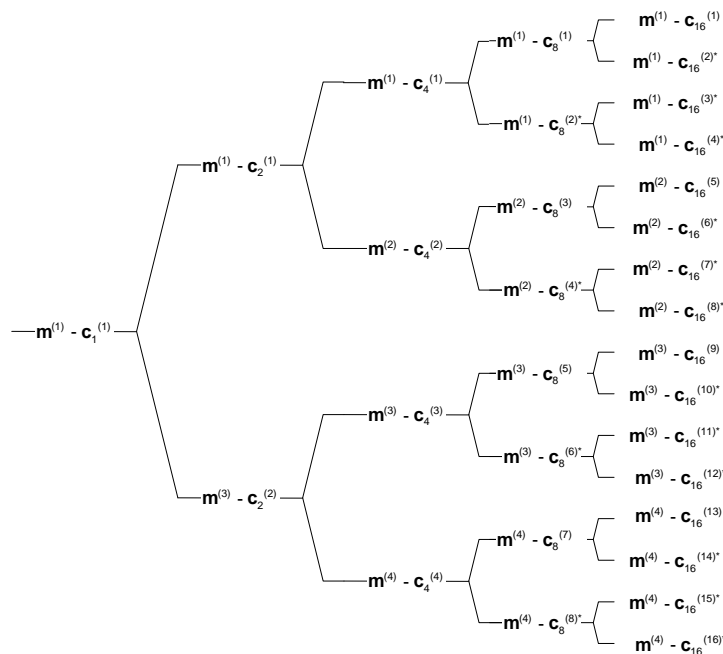 m⁽¹⁾ - c₁₆⁽¹⁾
m⁽¹⁾ - c₈⁽¹⁾
m⁽¹⁾ - c₁₆⁽²⁾*
m⁽¹⁾ - c₄⁽¹⁾
m⁽¹⁾ - c₁₆⁽³⁾*
m⁽¹⁾ - c₈⁽²⁾*
m⁽¹⁾ - c₁₆⁽⁴⁾*
m⁽¹⁾ - c₂⁽¹⁾
m⁽²⁾ - c₁₆⁽⁵⁾
m⁽²⁾ - c₈⁽³⁾
m⁽²⁾ - c₁₆⁽⁶⁾*
m⁽²⁾ - c₄⁽²⁾
m⁽²⁾ - c₁₆⁽⁷⁾*
m⁽²⁾ - c₈⁽⁴⁾*
m⁽²⁾ - c₁₆⁽⁸⁾*
m⁽¹⁾ - c₁⁽¹⁾
m⁽³⁾ - c₁₆⁽⁹⁾
m⁽³⁾ - c₈⁽⁵⁾
m⁽³⁾ - c₁₆⁽¹⁰⁾*
m⁽³⁾ - c₄⁽³⁾
m⁽³⁾ - c₁₆⁽¹¹⁾*
m⁽³⁾ - c₈⁽⁶⁾*
m⁽³⁾ - c₁₆⁽¹²⁾*
m⁽³⁾ - c₂⁽²⁾
m⁽⁴⁾ - c₁₆⁽¹³⁾
m⁽⁴⁾ - c₈⁽⁷⁾
m⁽⁴⁾ - c₁₆⁽¹⁴⁾*
m⁽⁴⁾ - c₄⁽⁴⁾
m⁽⁴⁾ - c₁₆⁽¹⁵⁾*
m⁽⁴⁾ - c₈⁽⁸⁾*
m⁽⁴⁾ - c₁₆⁽¹⁶⁾*